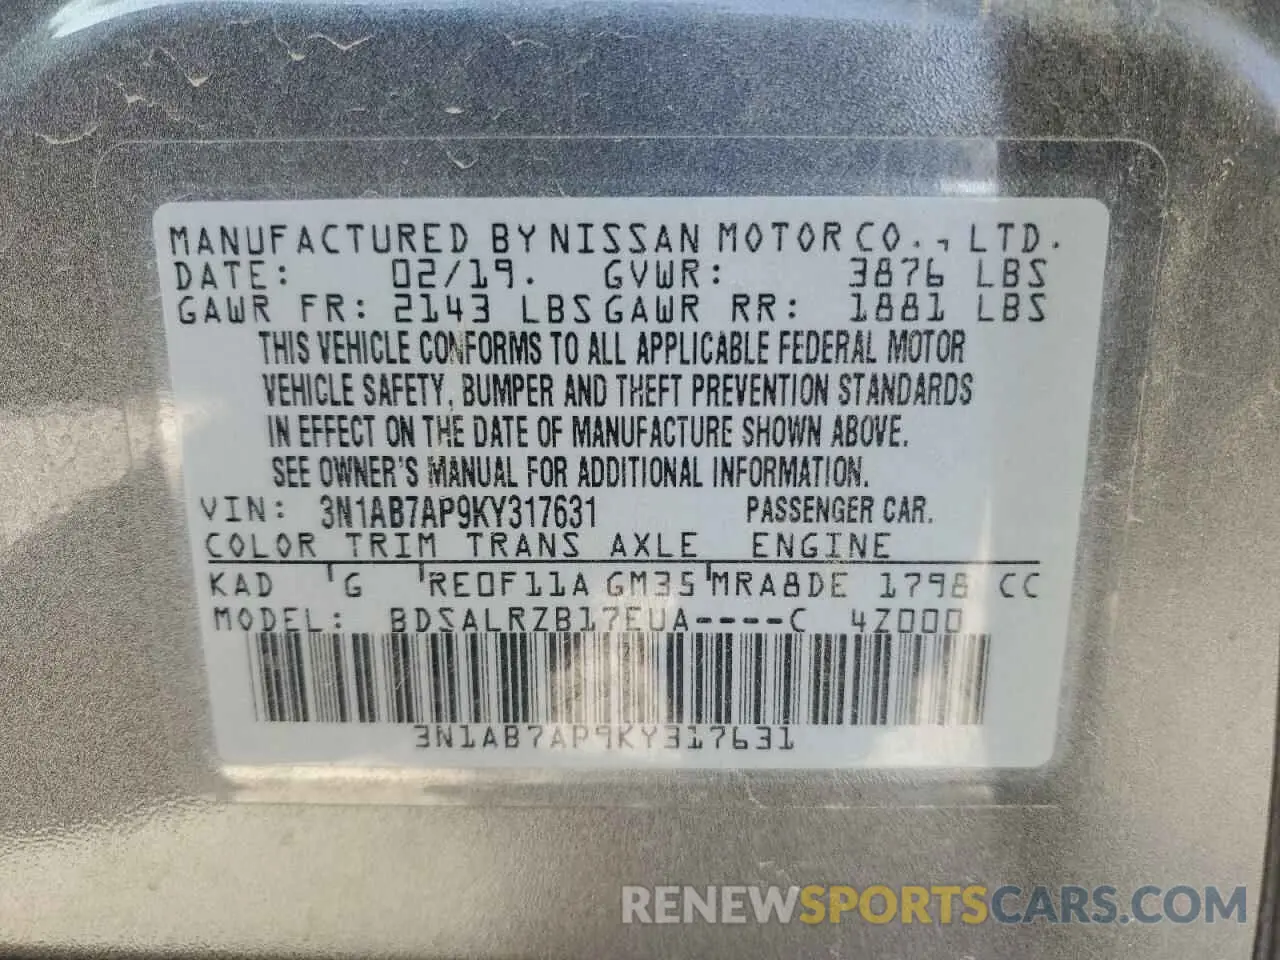 MANUFACTURED BY NISSAN MOTOR CO., LTD.
DATE: 02/19. GVWR: 3876 LBS
GAWR FR: 2143 LBS GAWR RR: 1881 LBS
THIS VEHICLE CONFORMS TO ALL APPLICABLE FEDERAL MOTOR
VEHICLE SAFETY, BUMPER AND THEFT PREVENTION STANDARDS
IN EFFECT ON THE DATE OF MANUFACTURE SHOWN ABOVE.
SEE OWNER'S MANUAL FOR ADDITIONAL INFORMATION.
VIN: 3N1AB7AP9KY317631 PASSENGER CAR.
COLOR TRIM TRANS AXLE ENGINE
KAD G RE0F11A GM35 MRA8DE 1798 CC
MODEL: BDSALRZB17EUA----C 4Z000
3N1AB7AP9KY317631
RENEWSPORTSCARS.COM